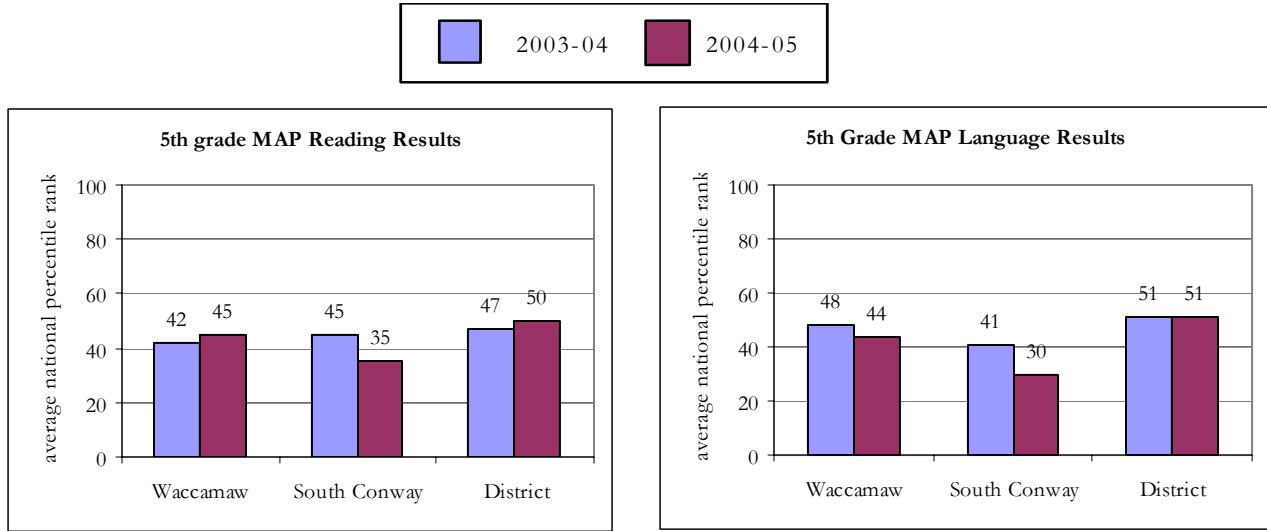 2003-04 2004-05
5th grade MAP Reading Results
average national percentile rank
100
80
60
40
20
0
42 45 45 35 47 50
Waccamaw South Conway District
5th Grade MAP Language Results
average national percentile rank
100
80
60
40
20
0
48 44 41 30 51 51
Waccamaw South Conway District